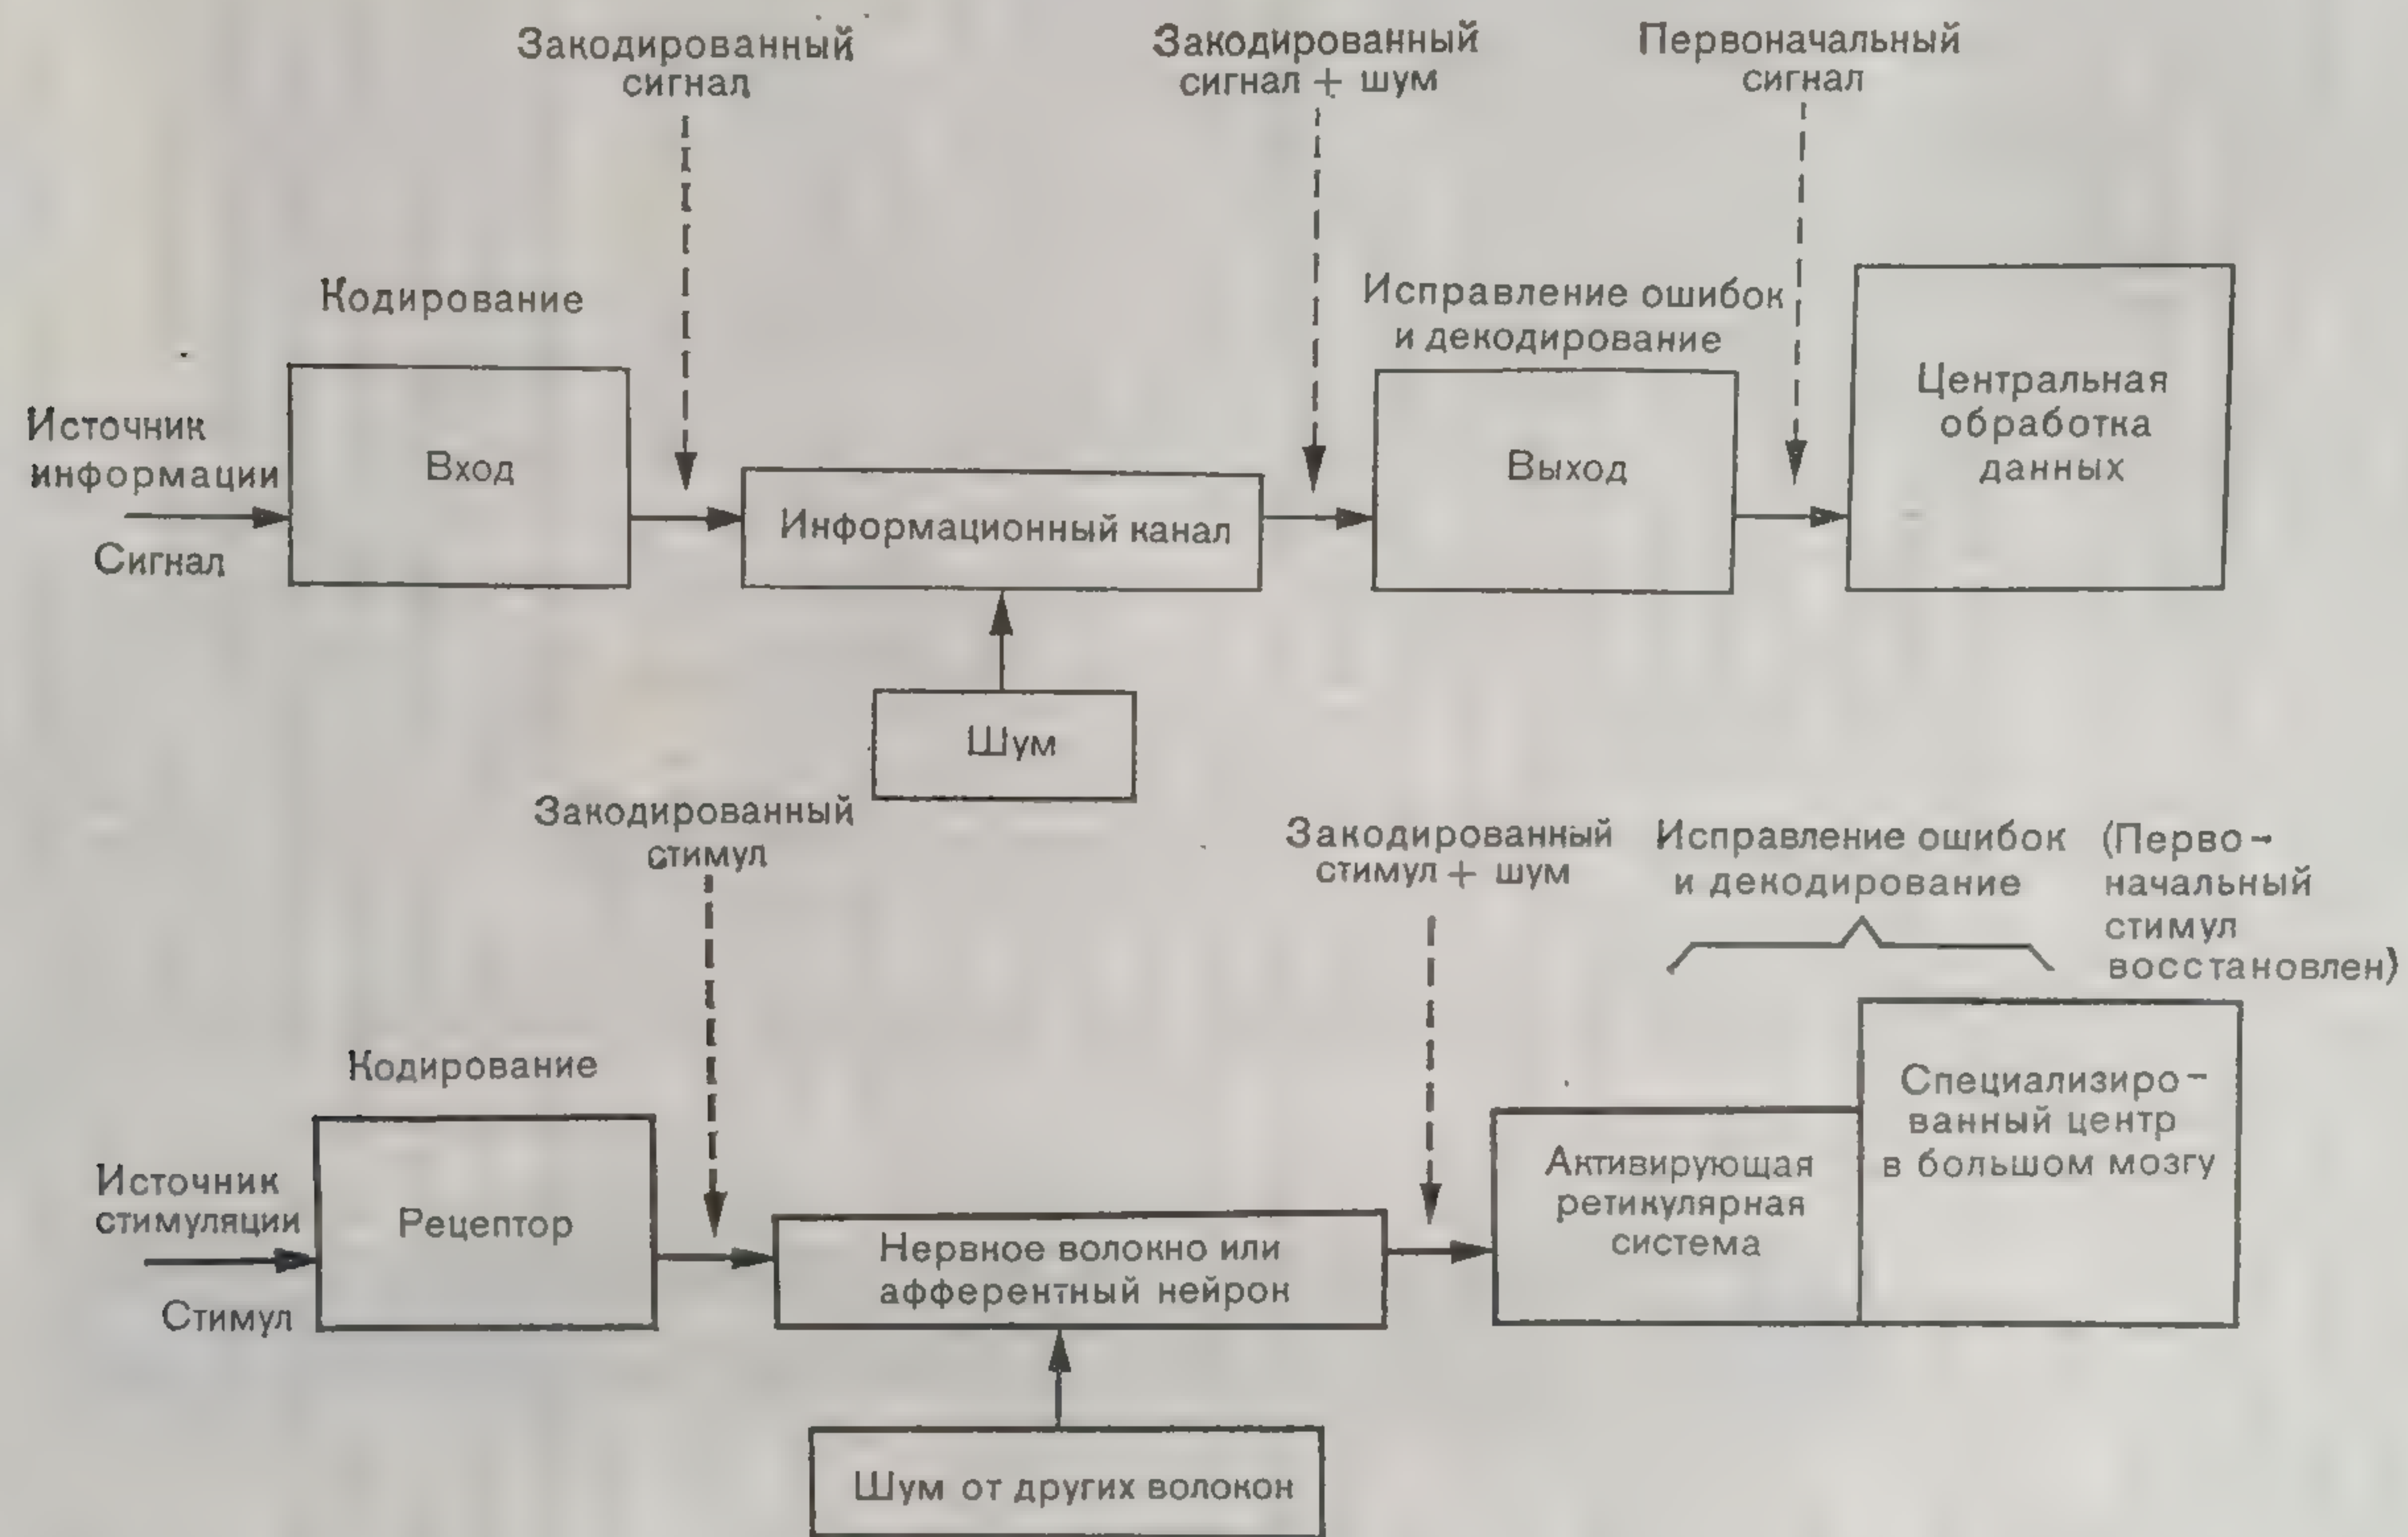 Закодированный
сигнал
Закодированный
сигнал + шум
Первоначальный
сигнал
Кодирование
Исправление ошибок
и декодирование
Источник
информации
Сигнал
Вход
Информационный канал
Выход
Центральная
обработка
данных
Шум
Закодированный
стимул
Закодированный
стимул + шум
Исправление ошибок
и декодирование
(Перво-
начальный
стимул
восстановлен)
Кодирование
Источник
стимуляции
Стимул
Рецептор
Нервное волокно или
афферентный нейрон
Активирующая
ретикулярная
система
Специализиро-
ванный центр
в большом мозгу
Шум от других волокон